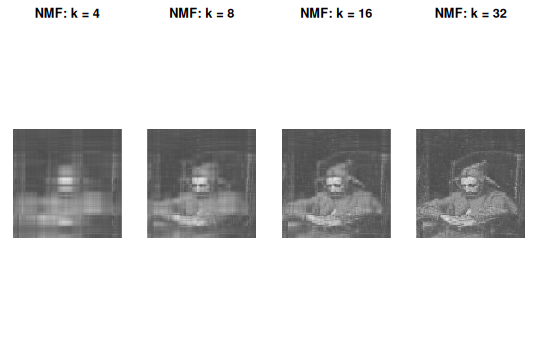 NMF: k = 4
NMF: k = 8
NMF: k = 16
NMF: k = 32